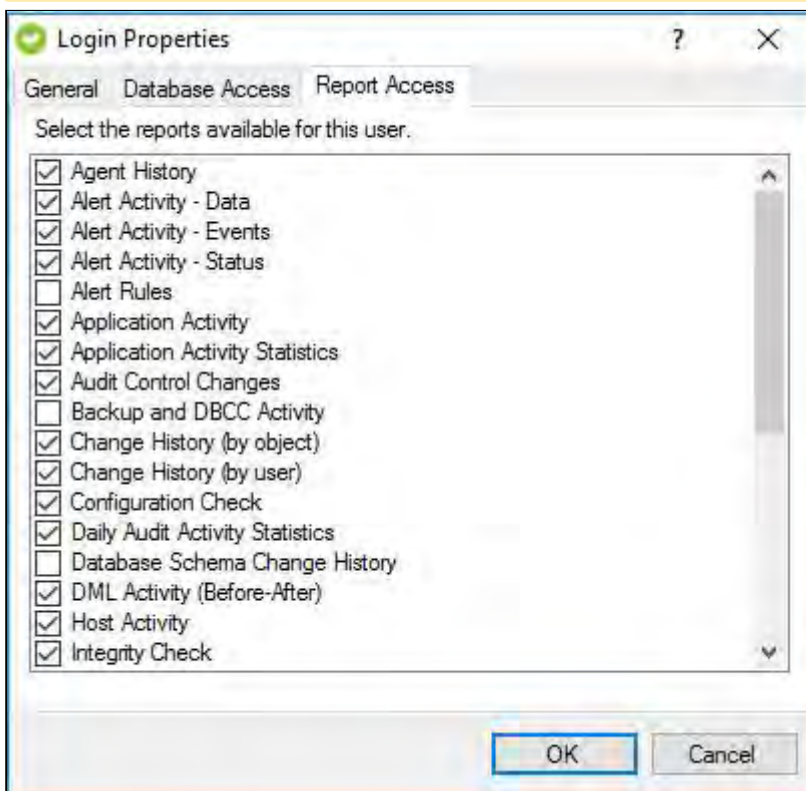 Login Properties
?
General Database Access Report Access
Select the reports available for this user.
Agent History
Alert Activity - Data
Alert Activity - Events
Alert Activity - Status
Alert Rules
Application Activity
Application Activity Statistics
Audit Control Changes
Backup and DBCC Activity
Change History (by object)
Change History (by user)
Configuration Check
Daily Audit Activity Statistics
Database Schema Change History
DML Activity (Before-After)
Host Activity
Integrity Check
OK Cancel